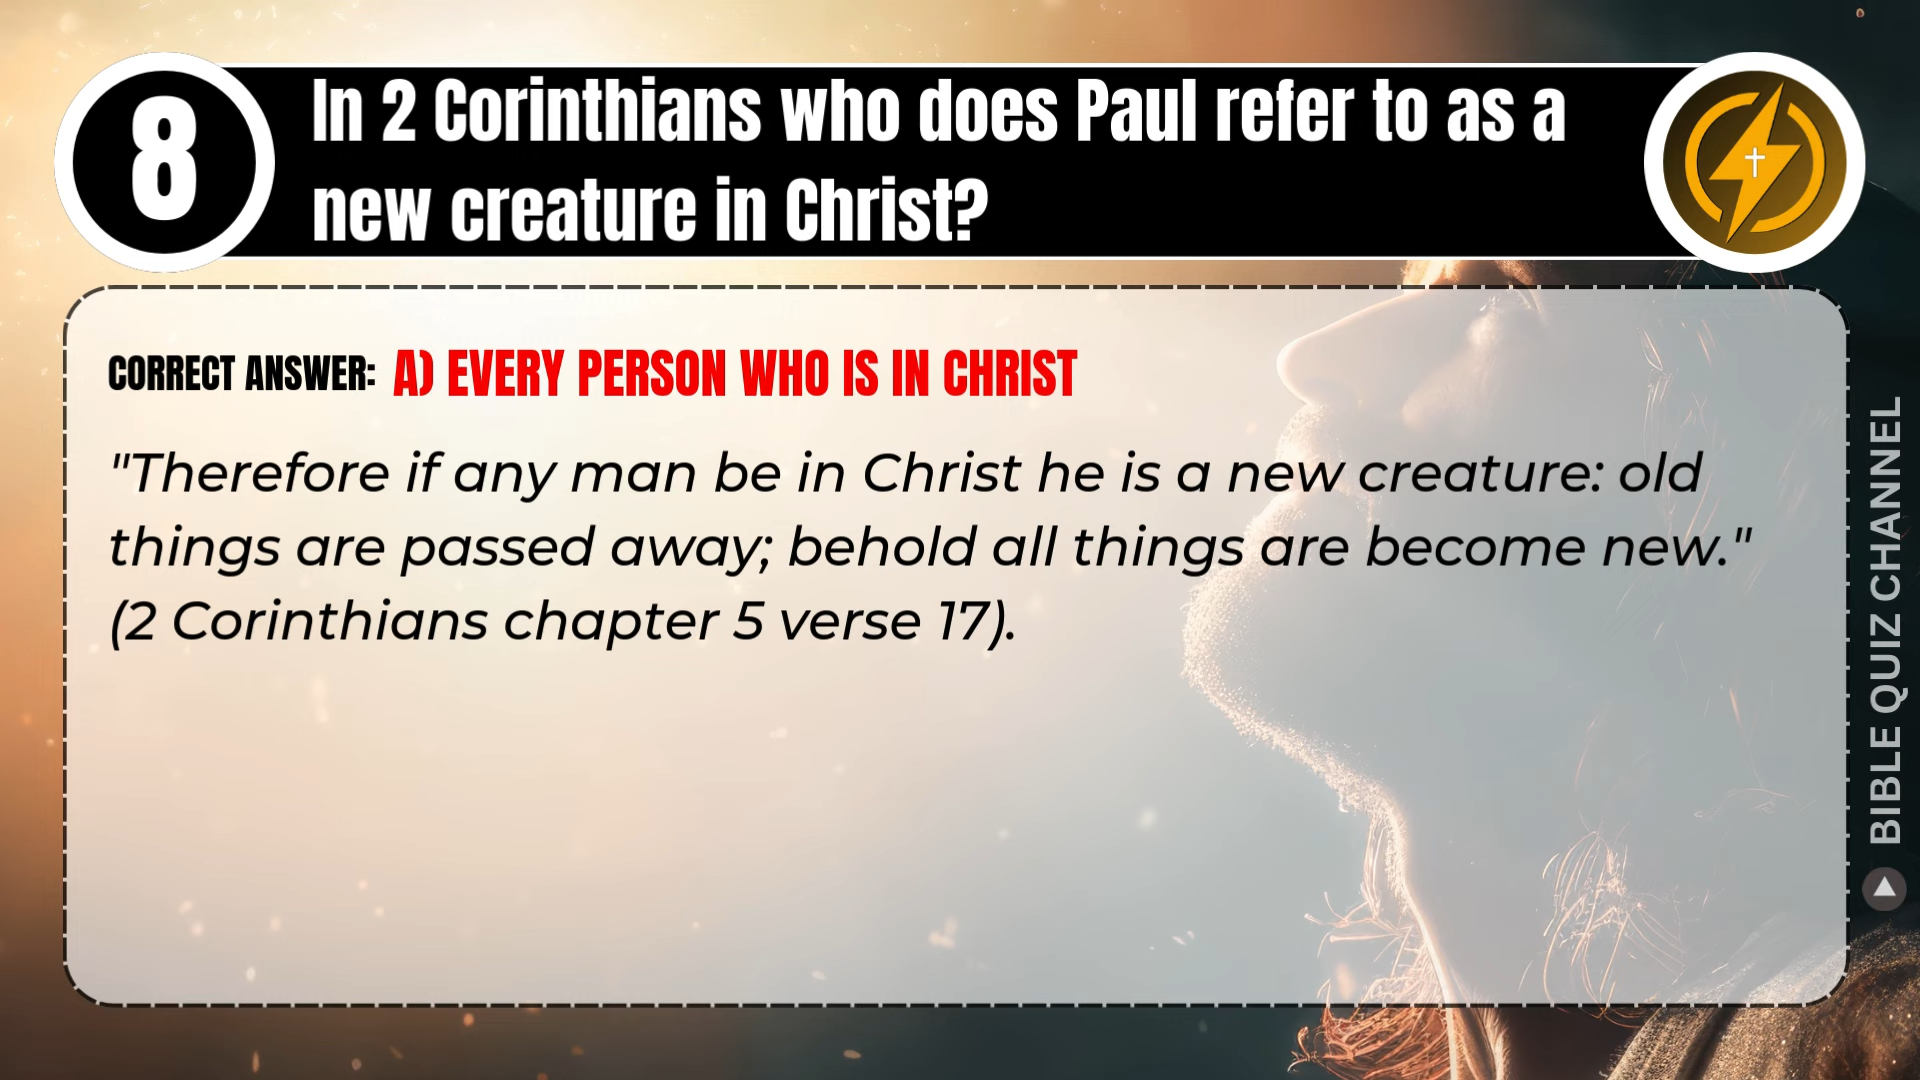 8
In 2 Corinthians who does Paul refer to as a
new creature in Christ?
CORRECT ANSWER: A) EVERY PERSON WHO IS IN CHRIST
"Therefore if any man be in Christ he is a new creature: old
things are passed away; behold all things are become new."
(2 Corinthians chapter 5 verse 17).
BIBLE QUIZ CHANNEL